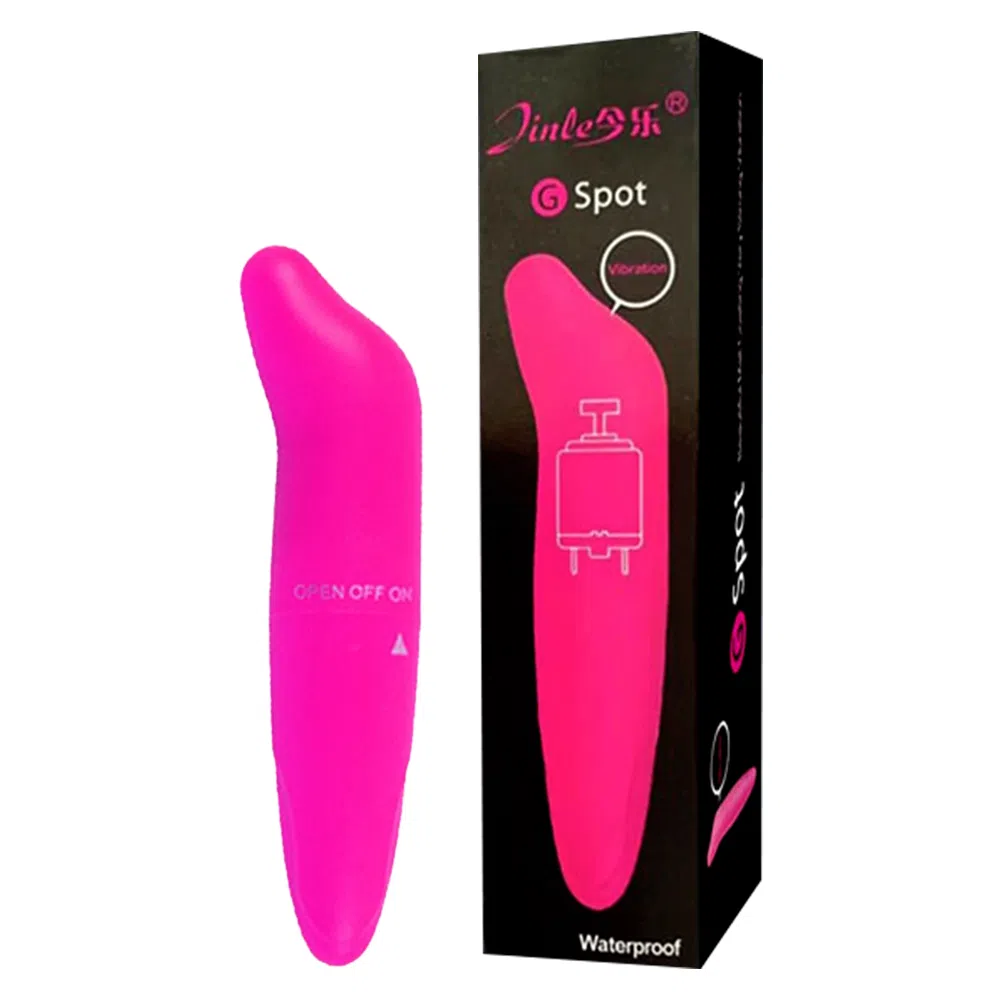 Jinle今乐®
G Spot
Vibration
OPEN OFF ON
G Spot
Waterproof